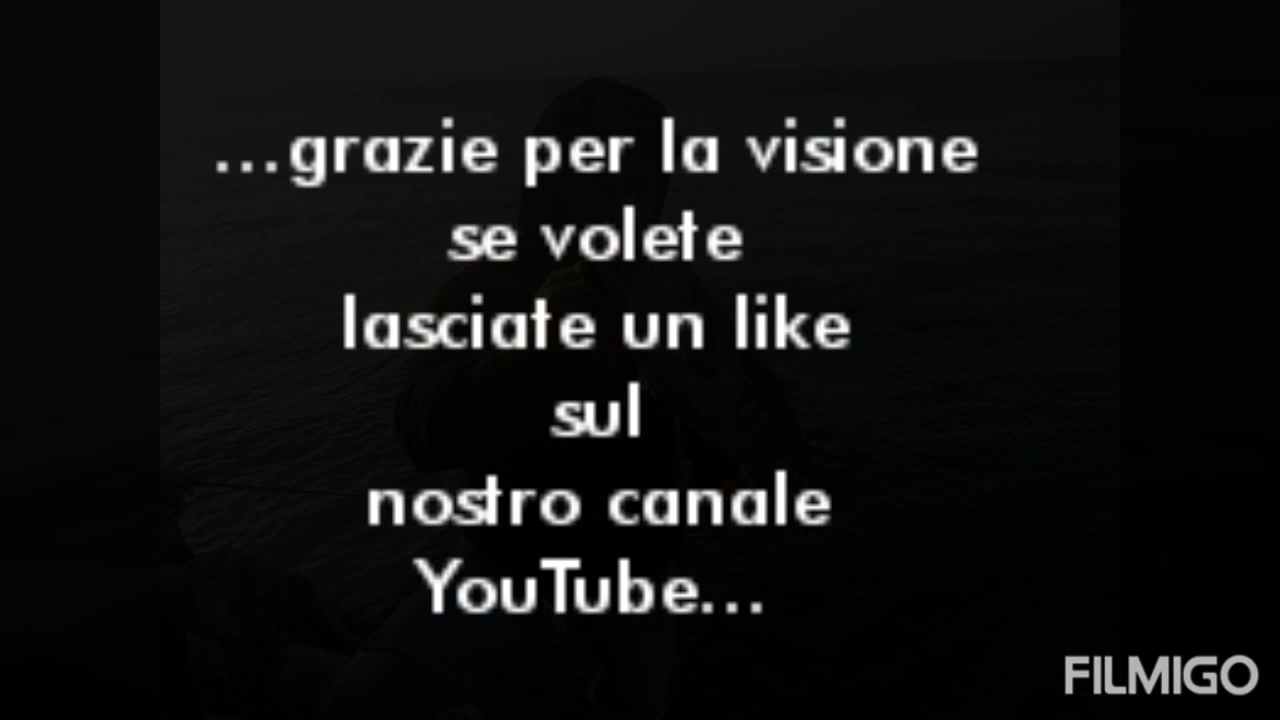 ...grazie per la visione
se volete
lasciate un like
sul
nostro canale
YouTube...
FILMIGO